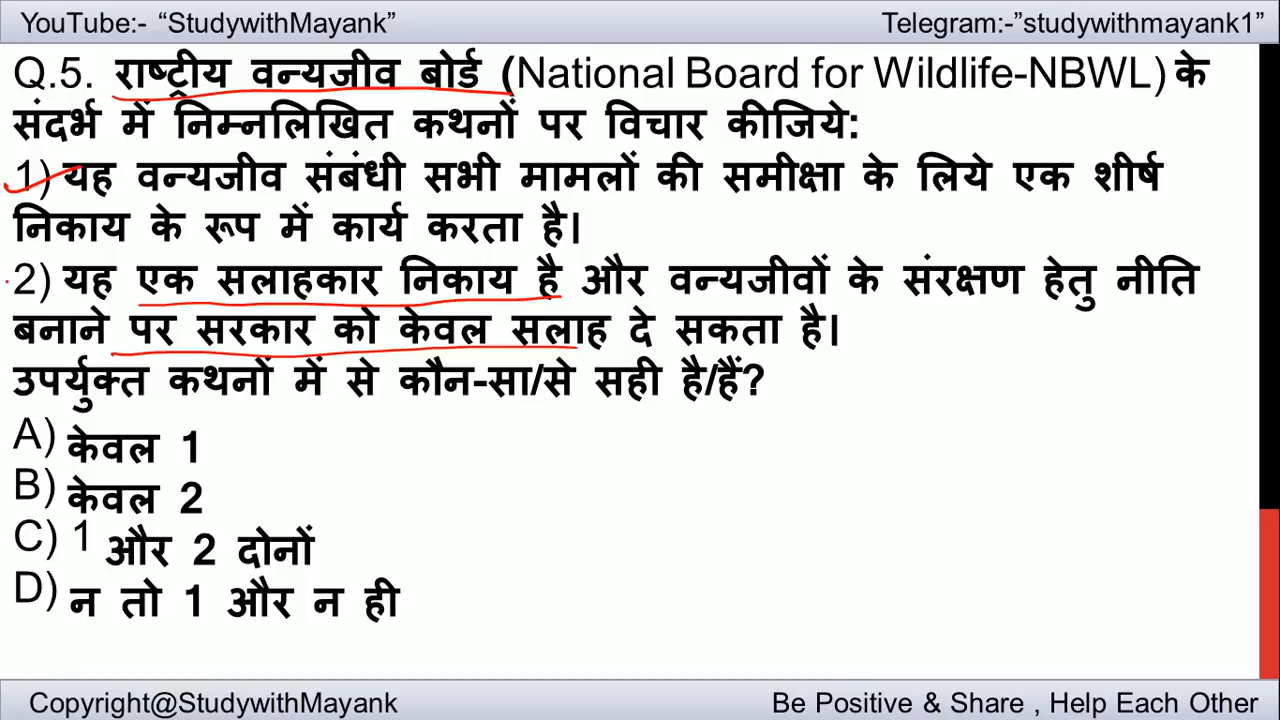 YouTube:- “StudywithMayank” Telegram:-”studywithmayank1”
Q.5. राष्ट्रीय वन्यजीव बोर्ड (National Board for Wildlife-NBWL) के
संदर्भ में निम्नलिखित कथनों पर विचार कीजिये:
1) यह वन्यजीव संबंधी सभी मामलों की समीक्षा के लिये एक शीर्ष
निकाय के रूप में कार्य करता है।
2) यह एक सलाहकार निकाय है और वन्यजीवों के संरक्षण हेतु नीति
बनाने पर सरकार को केवल सलाह दे सकता है।
उपर्युक्त कथनों में से कौन-सा/से सही है/हैं?
A) केवल 1
B) केवल 2
C) 1 और 2 दोनों
D) न तो 1 और न ही
Copyright@StudywithMayank Be Positive & Share , Help Each Other